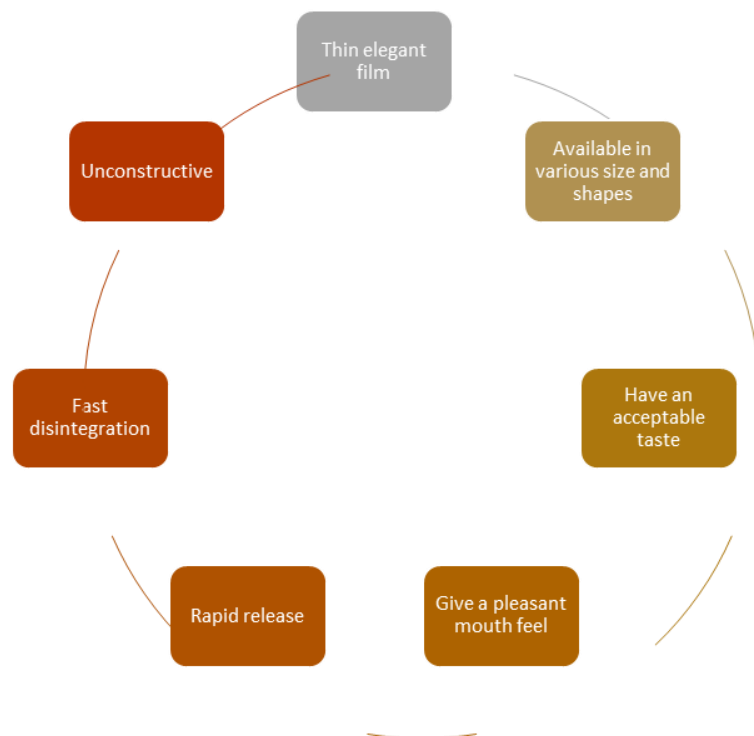 Thin elegant
film
Available in
various size and
shapes
Have an
acceptable
taste
Give a pleasant
mouth feel
Rapid release
Fast
disintegration
Unconstructive